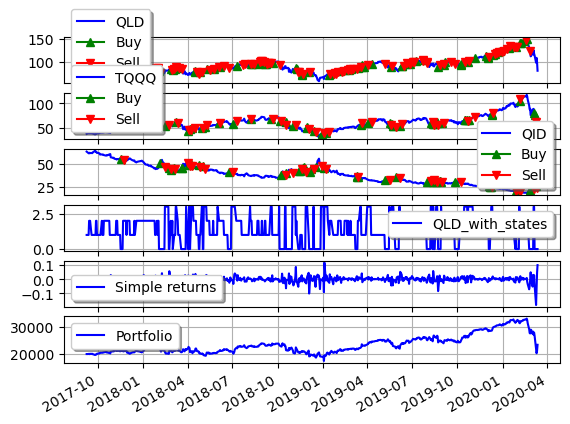 QLD
Buy
Sell
150
100
TQQQ
Buy
Sell
100
50
QID
Buy
Sell
50
25
QLD_with_states
2.5
0.0
Simple returns
0.1
0.0
−0.1
Portfolio
30000
20000
2017-10 2018-01 2018-04 2018-07 2018-10 2019-01 2019-04 2019-07 2019-10 2020-01 2020-04